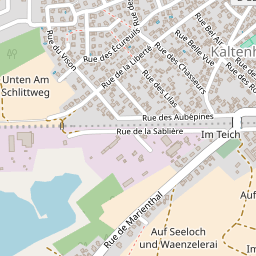 Rue des Écureuils
Rue du Vison
Rue de la Liberté
Rue Belle Vue
Kaltenh
Rue des Chasseurs
Rue des Lilas
Unten Am
Schlittweg
Rue des Aubépines
Rue de la Sablière
Im Teich
Rue de Marienthal
Auf Seeloch
und Waenzelerai
Auf
Im